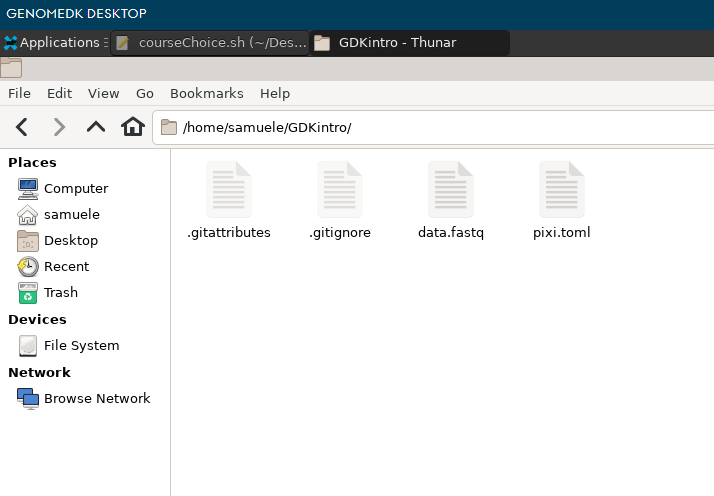 GENOMEDK DESKTOP
Applications
courseChoice.sh (~/Des...
GDKintro - Thunar
File Edit View Go Bookmarks Help
/home/samuele/GDKintro/
Places
Computer
samuele
Desktop
Recent
Trash
Devices
File System
Network
Browse Network
.gitattributes
.gitignore
data.fastq
pixi.toml